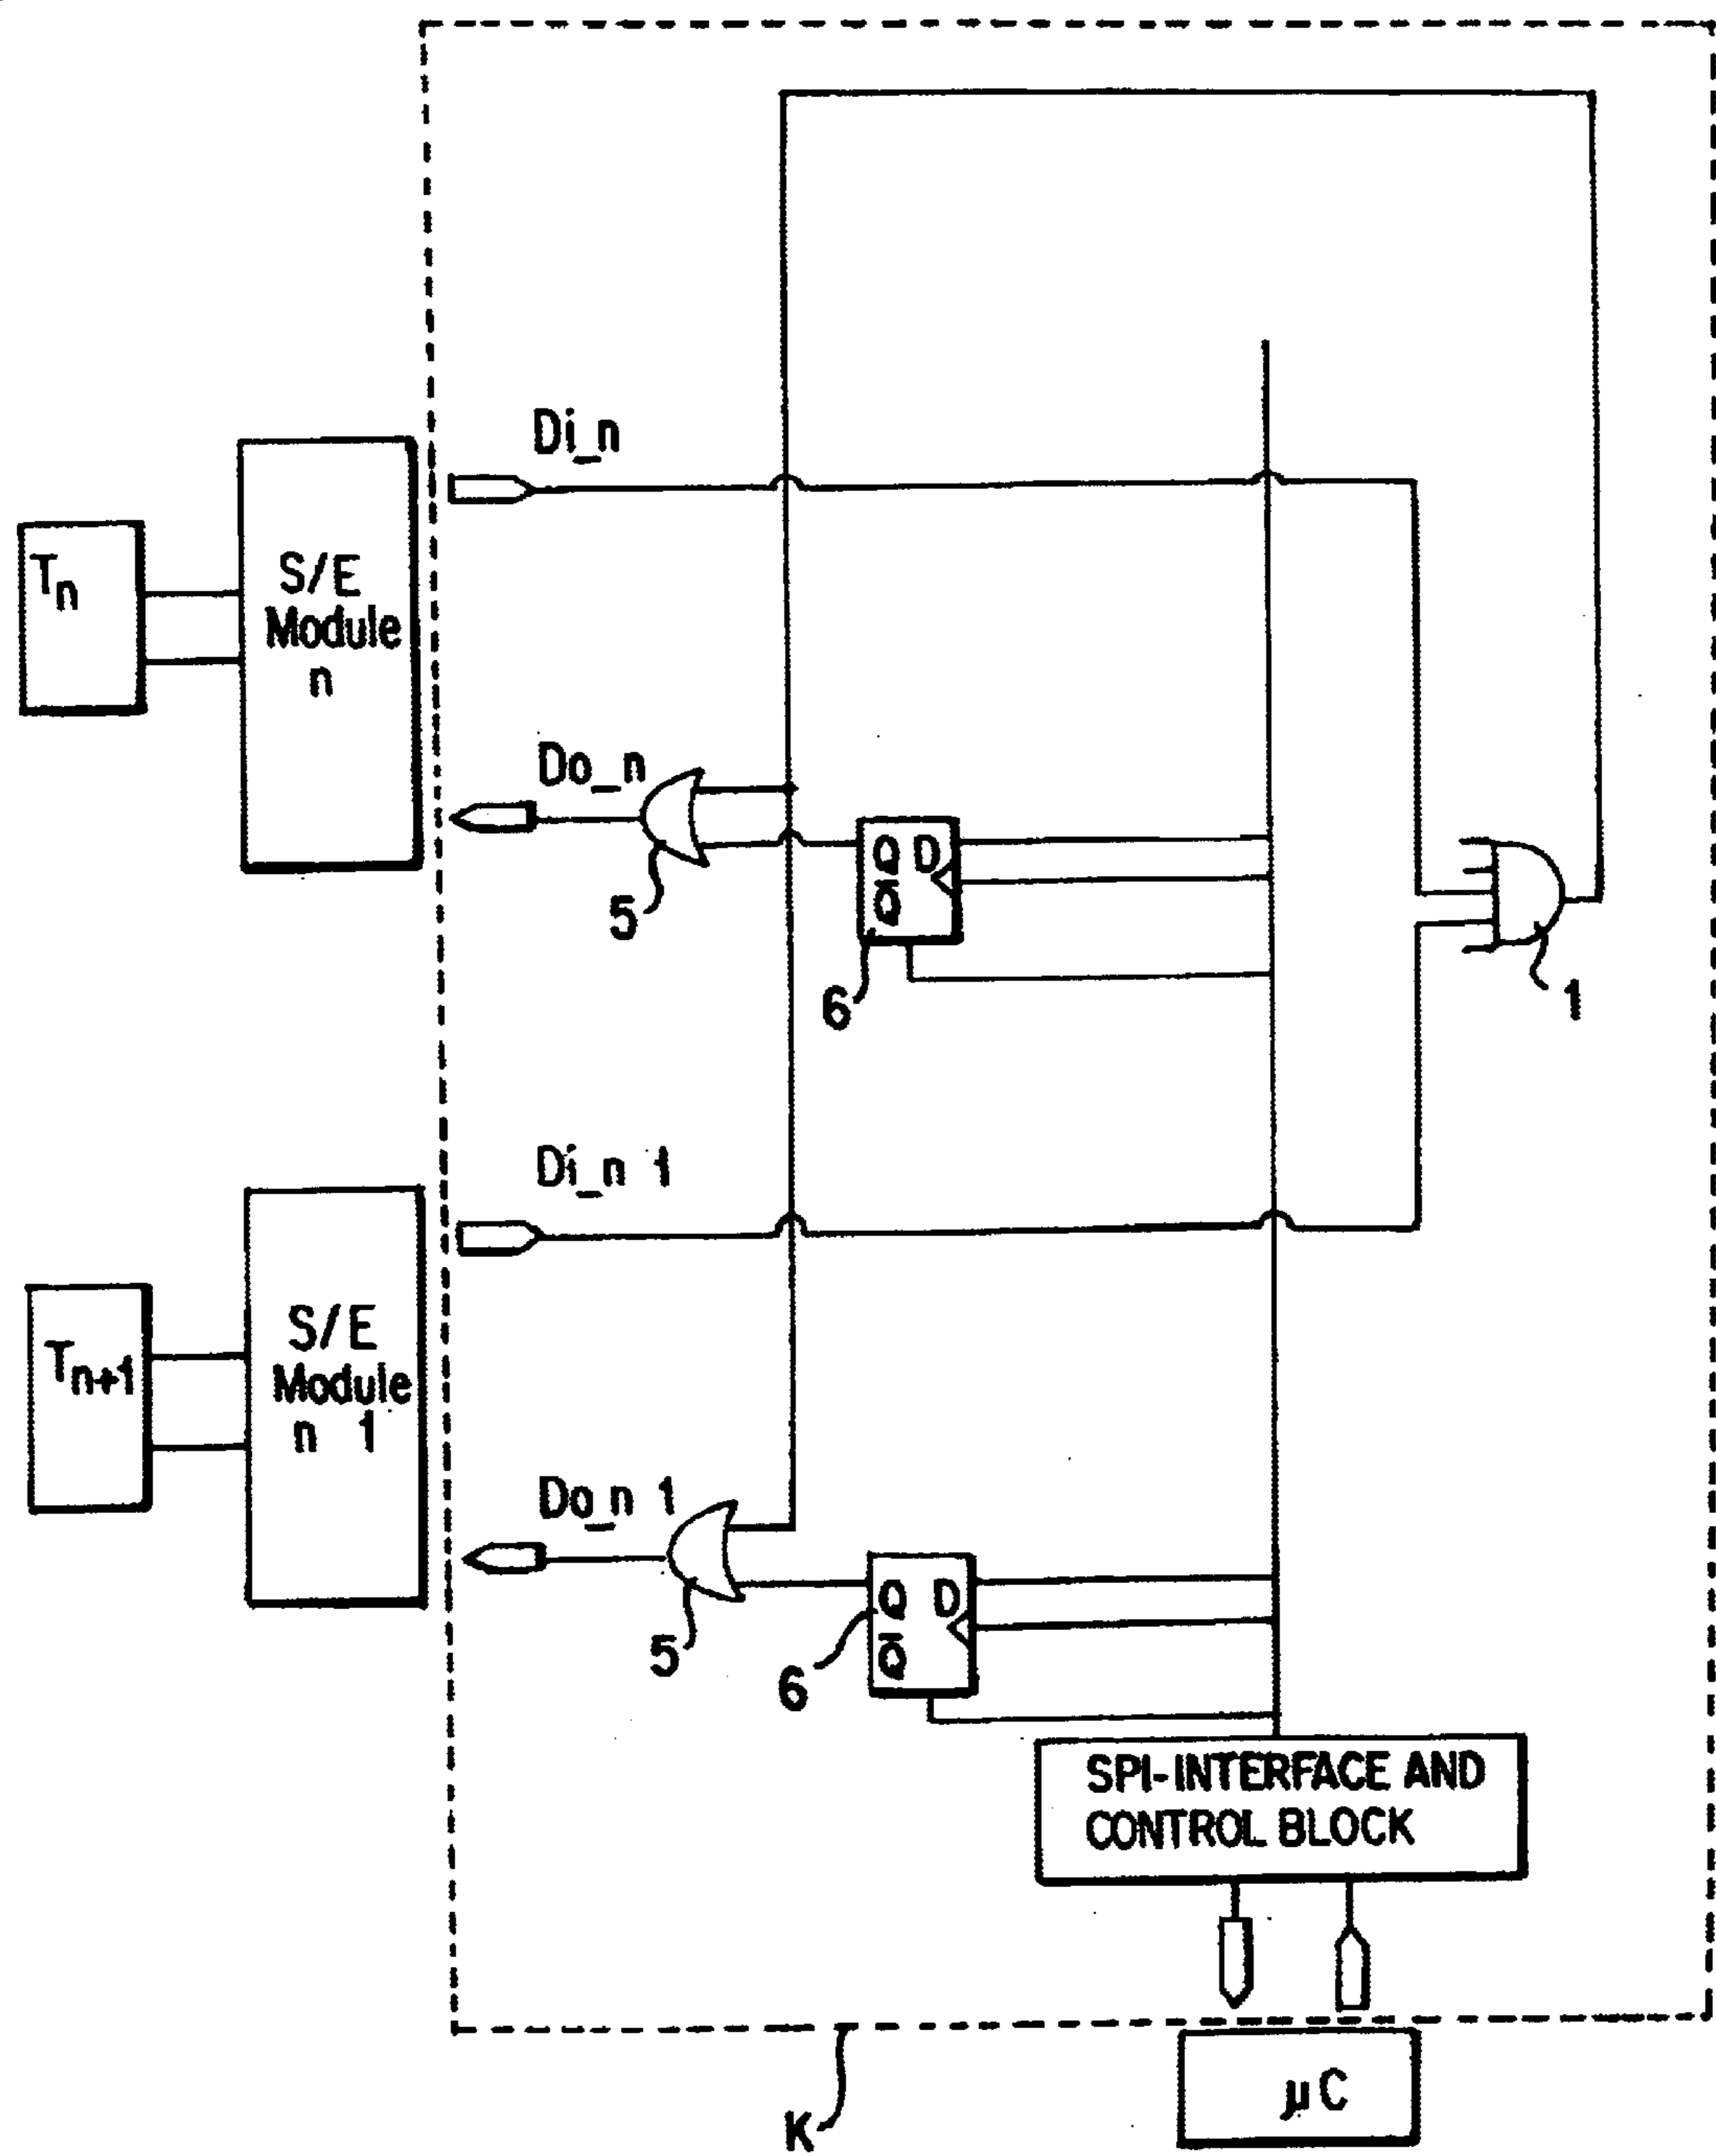 Di_n
Tn
S/E
Module
n
Do_n
5
Q D
Q̅
6
1
Di_n 1
Tn+1
S/E
Module
n 1
Do_n 1
5
Q D
Q̅
6
SPI-INTERFACE AND
CONTROL BLOCK
K
µC